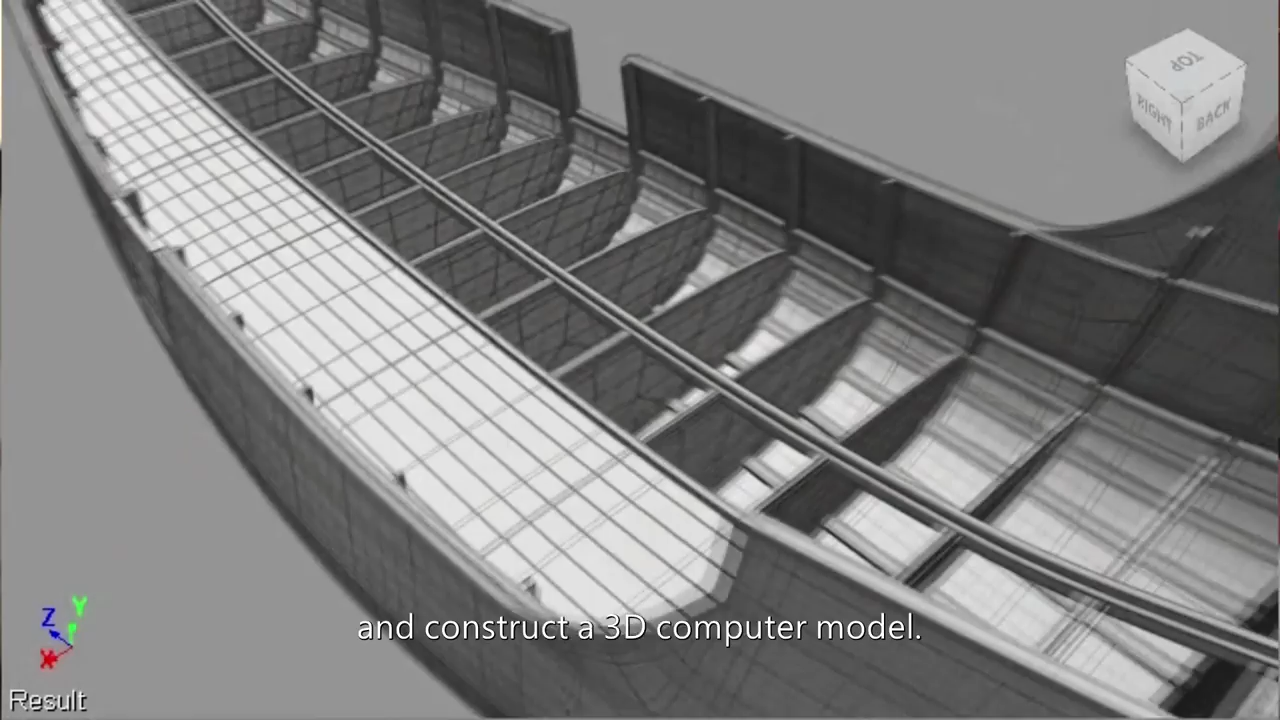 TOP
RIGHT
BACK
Z
Y
X
and construct a 3D computer model.
Result